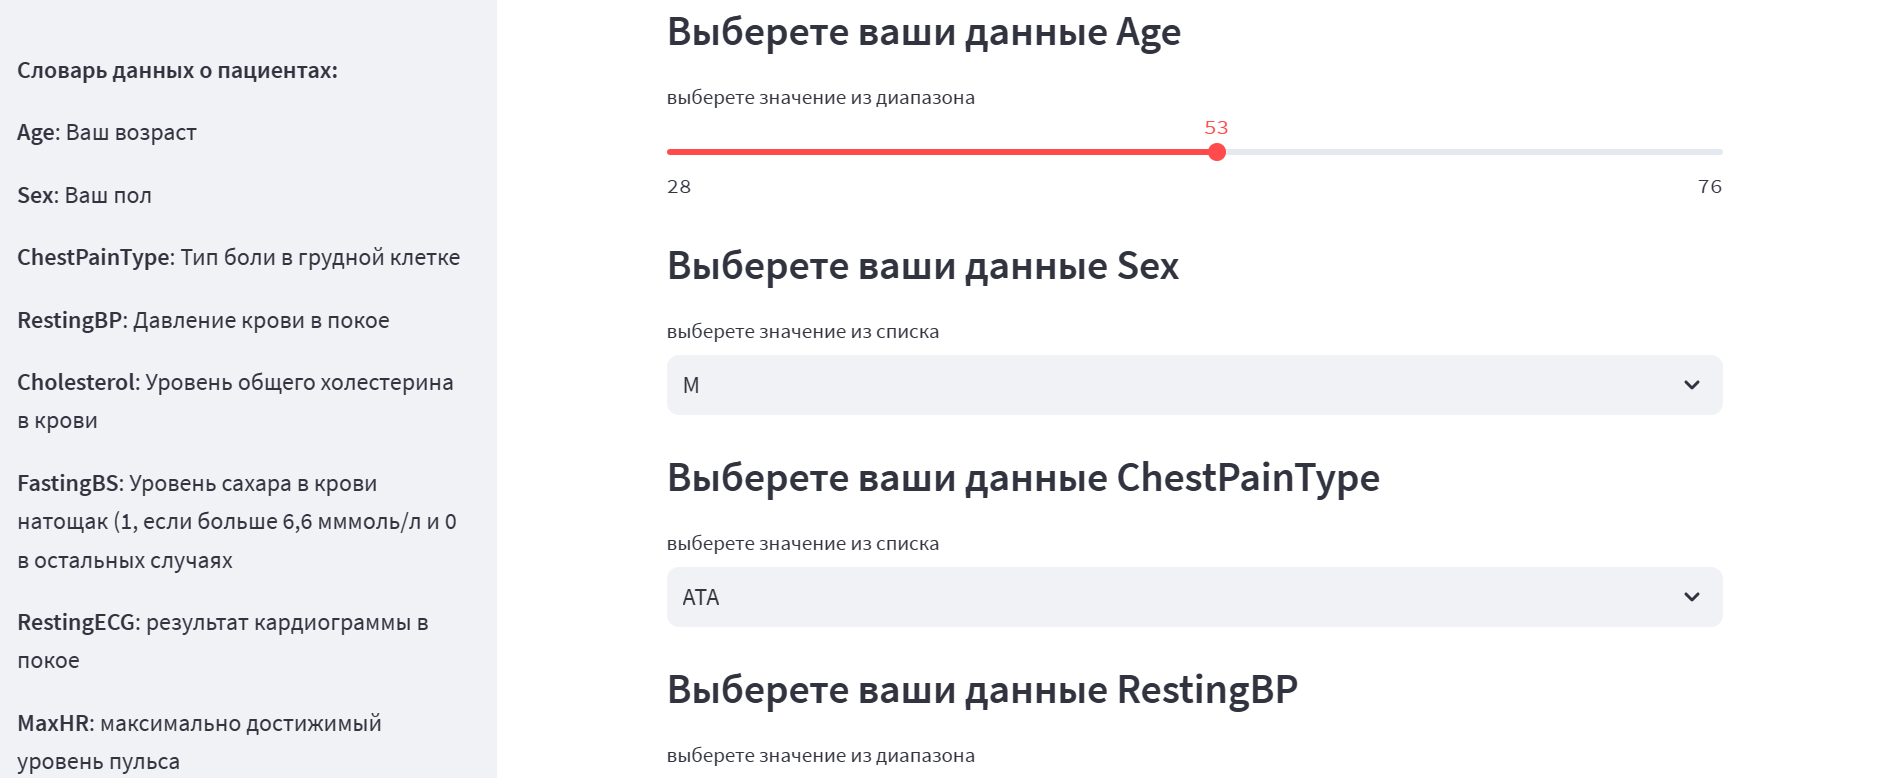 Словарь данных о пациентах:
Age: Ваш возраст
Sex: Ваш пол
ChestPainType: Тип боли в грудной клетке
RestingBP: Давление крови в покое
Cholesterol: Уровень общего холестерина
в крови
FastingBS: Уровень сахара в крови
натощак (1, если больше 6,6 мммоль/л и 0
в остальных случаях
RestingECG: результат кардиограммы в
покое
MaxHR: максимально достижимый
уровень пульса
Выберете ваши данные Age
выберете значение из диапазона
53
28
76
Выберете ваши данные Sex
выберете значение из списка
M
Выберете ваши данные ChestPainType
выберете значение из списка
ATA
Выберете ваши данные RestingBP
выберете значение из диапазона